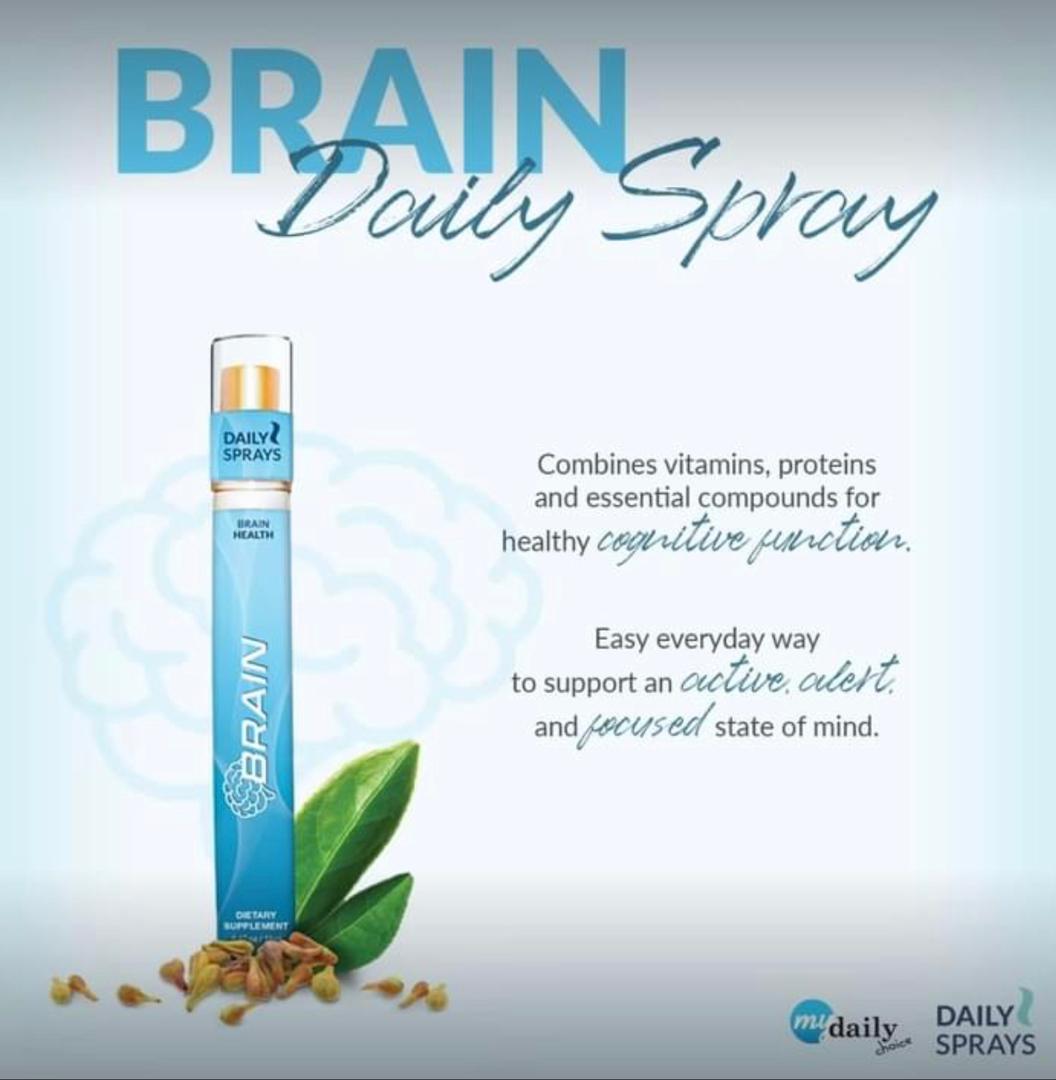 BRAIN
Daily Spray
DAILY
SPRAYS
BRAIN
HEALTH
BRAIN
DIETARY
SUPPLEMENT
Combines vitamins, proteins
and essential compounds for
healthy cognitive function.
Easy everyday way
to support an active, alert,
and focused state of mind.
my daily
choice
DAILY
SPRAYS